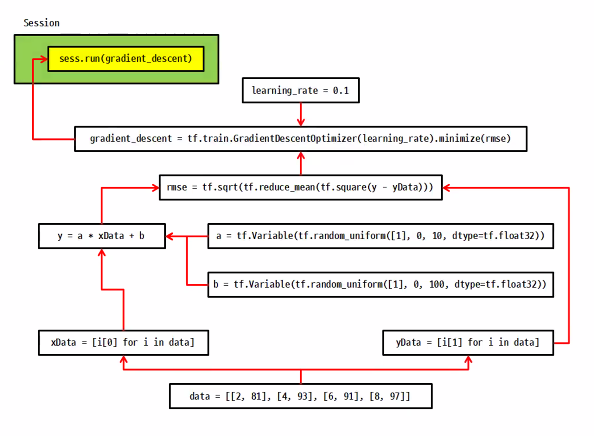 Session
sess.run(gradient_descent)
learning_rate = 0.1
gradient_descent = tf.train.GradientDescentOptimizer(learning_rate).minimize(rmse)
rmse = tf.sqrt(tf.reduce_mean(tf.square(y - yData)))
y = a * xData + b
a = tf.Variable(tf.random_uniform([1], 0, 10, dtype=tf.float32))
b = tf.Variable(tf.random_uniform([1], 0, 100, dtype=tf.float32))
xData = [i[0] for i in data]
yData = [i[1] for i in data]
data = [[2, 81], [4, 93], [6, 91], [8, 97]]